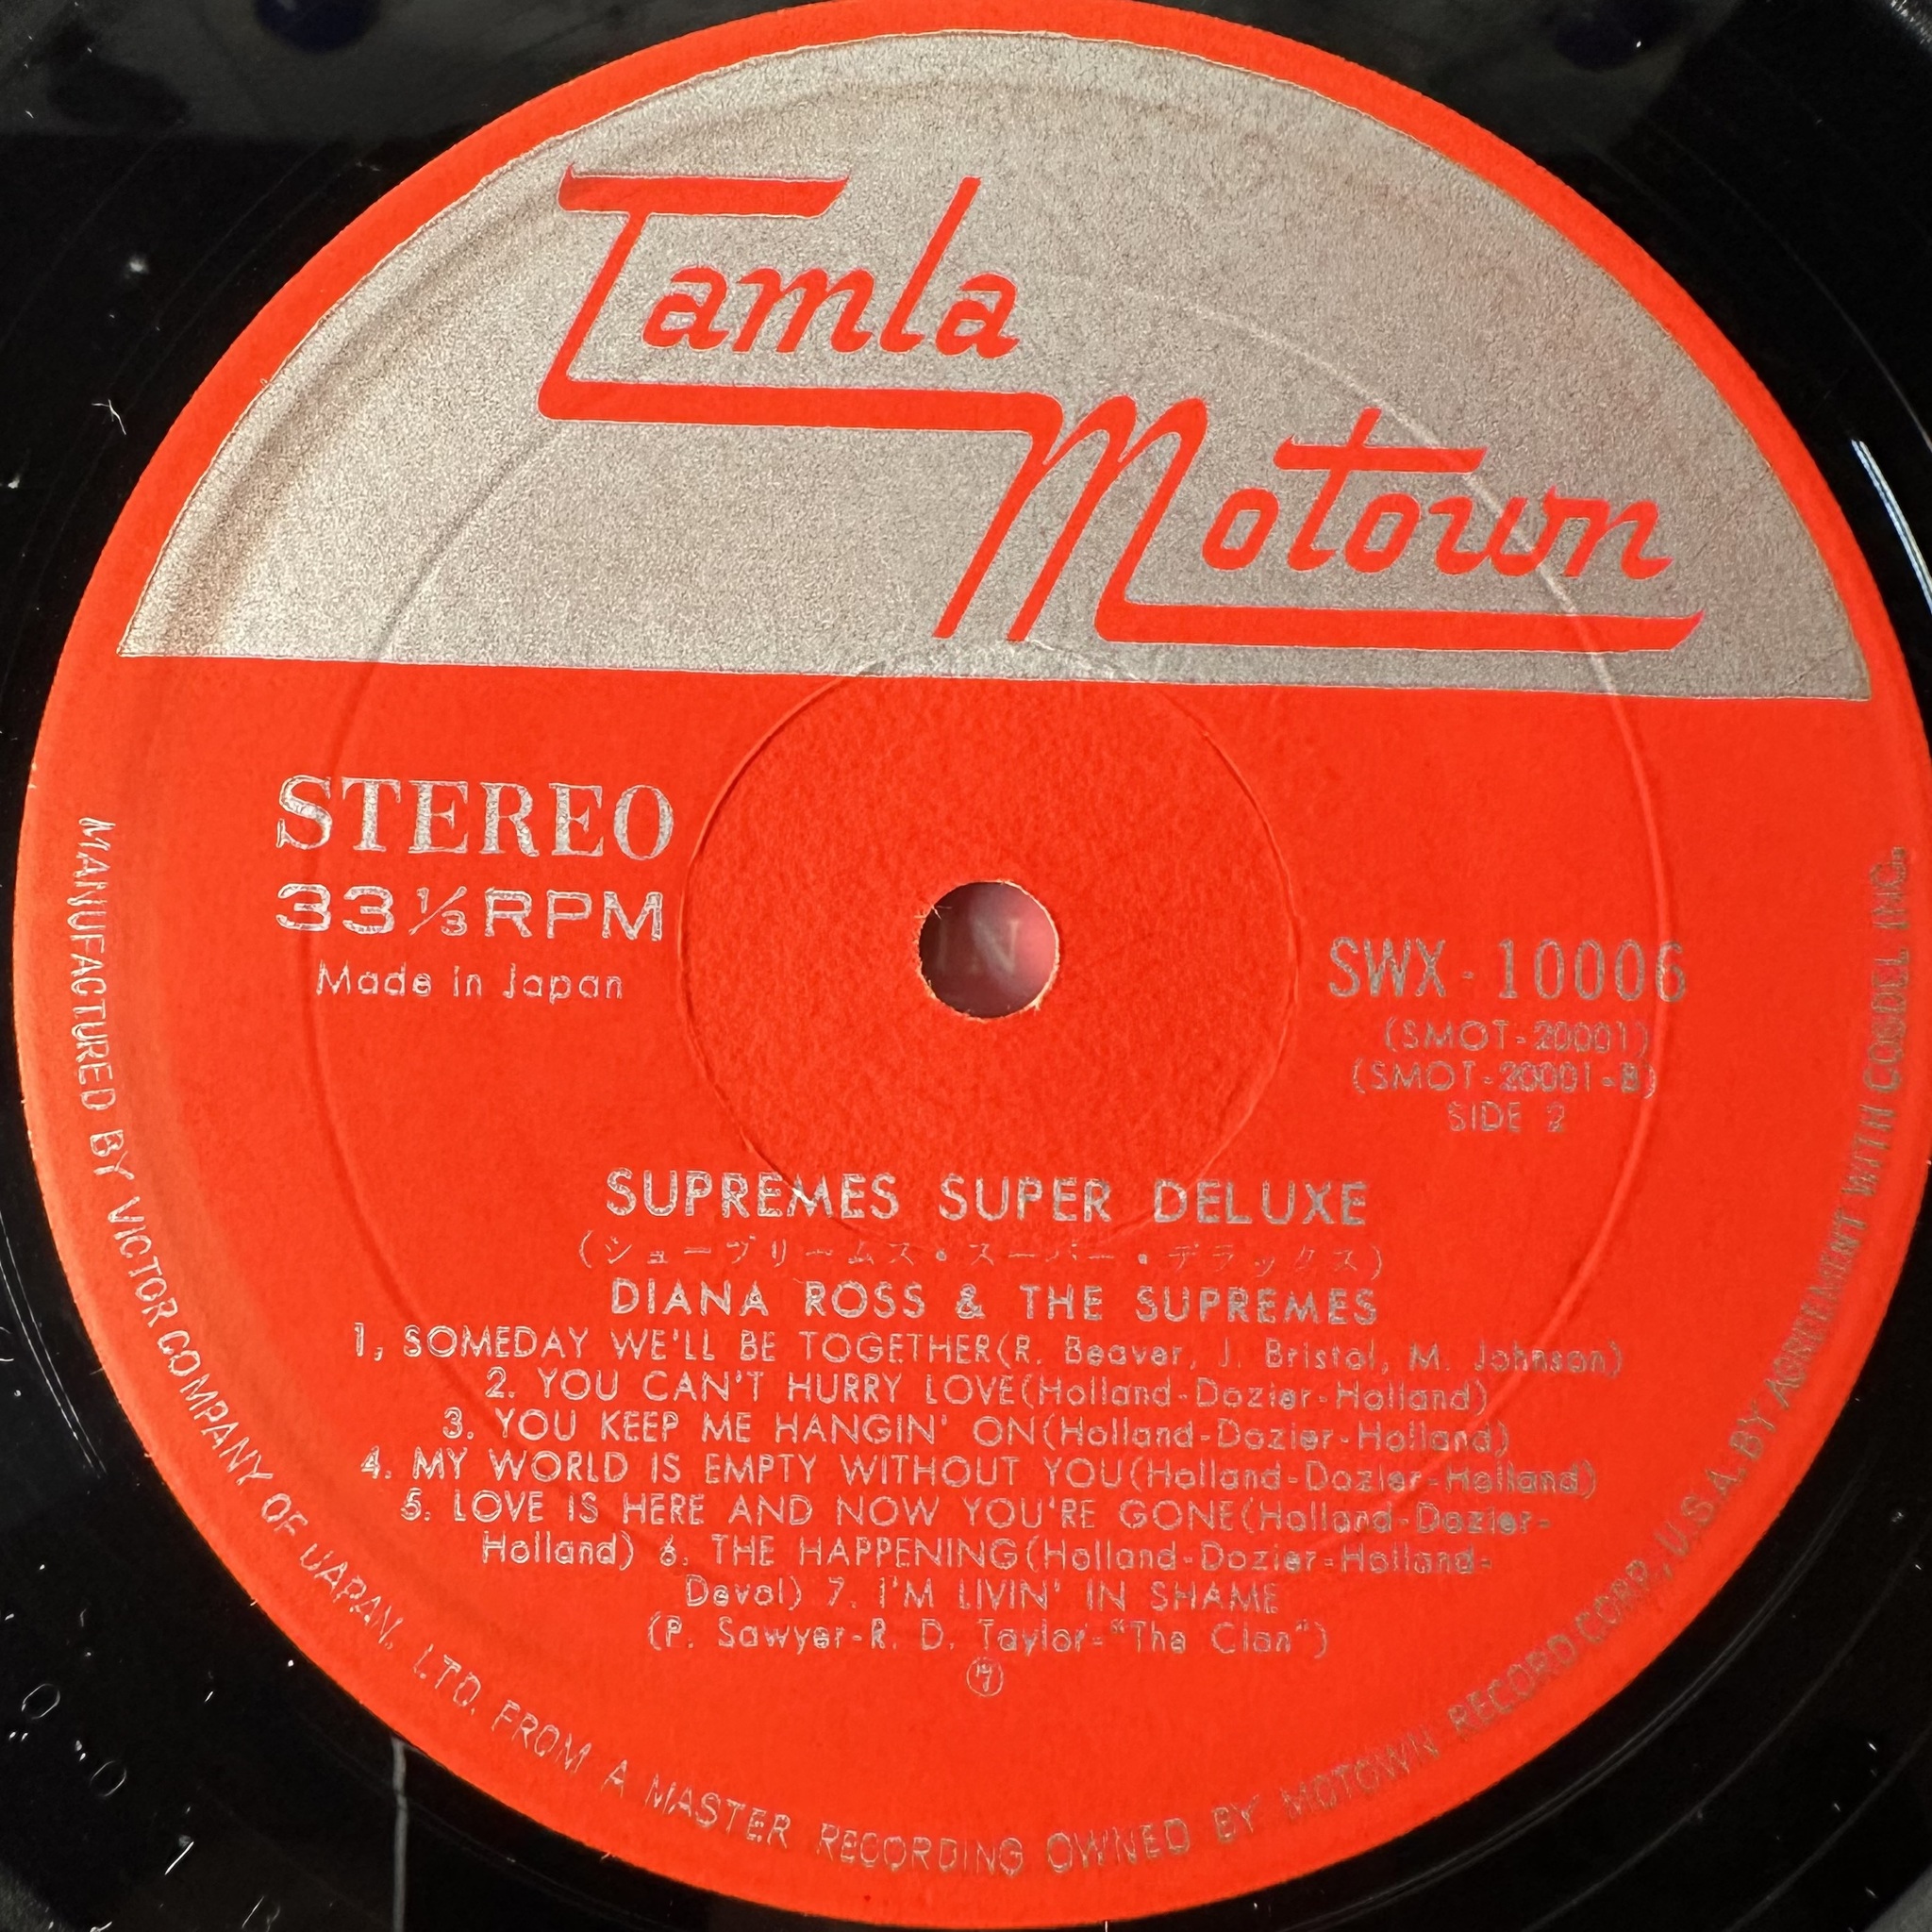 Tamla
Motown
STEREO
33⅓RPM
Made in Japan
SWX-10006
(SMOT-20001)
(SMOT-20001-B)
SIDE 2
SUPREMES SUPER DELUXE
(シュープリームス・スーパー・デラックス)
DIANA ROSS & THE SUPREMES
1, SOMEDAY WE'LL BE TOGETHER(R. Beaver, J. Bristol, M. Johnson)
2. YOU CAN'T HURRY LOVE(Holland-Dozier-Holland)
3. YOU KEEP ME HANGIN' ON(Holland-Dozier-Holland)
4. MY WORLD IS EMPTY WITHOUT YOU(Holland-Dozier-Holland)
5. LOVE IS HERE AND NOW YOU'RE GONE(Holland-Dozier-
Holland) 6. THE HAPPENING(Holland-Dozier-Holland-
Devol) 7. I'M LIVIN' IN SHAME
(P. Sawyer-R. D. Taylor-"The Clan")
MANUFACTURED BY VICTOR COMPANY OF JAPAN, LTD. FROM A MASTER RECORDING OWNED BY MOTOWN RECORD CORP., U.S.A. BY AGREEMENT WITH COSDEL INC.